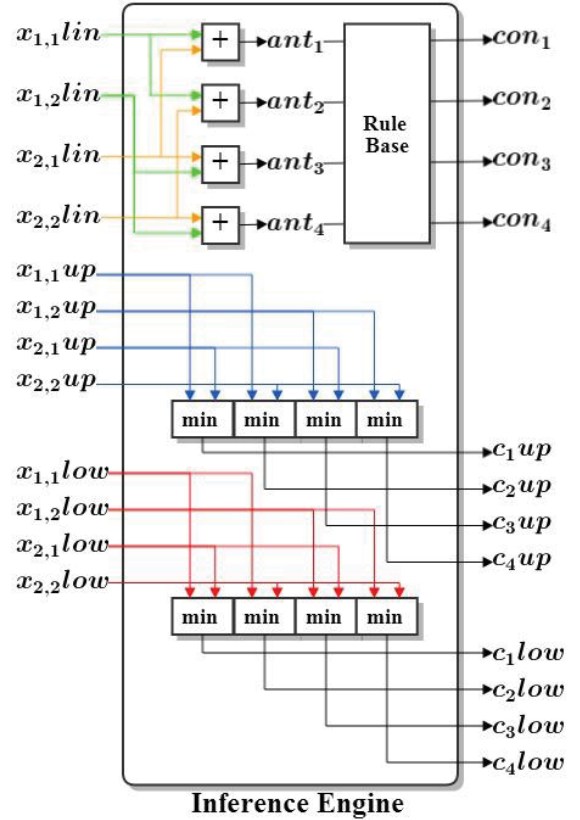 x1,1lin + ant1 con1
x1,2lin + ant2 con2
Rule
Base
x2,1lin + ant3 con3
x2,2lin + ant4 con4
x1,1up
x1,2up
x2,1up
x2,2up
min min min min
c1up
x1,1low c2up
x1,2low c3up
x2,1low c4up
x2,2low
min min min min
c1low
c2low
c3low
c4low
Inference Engine